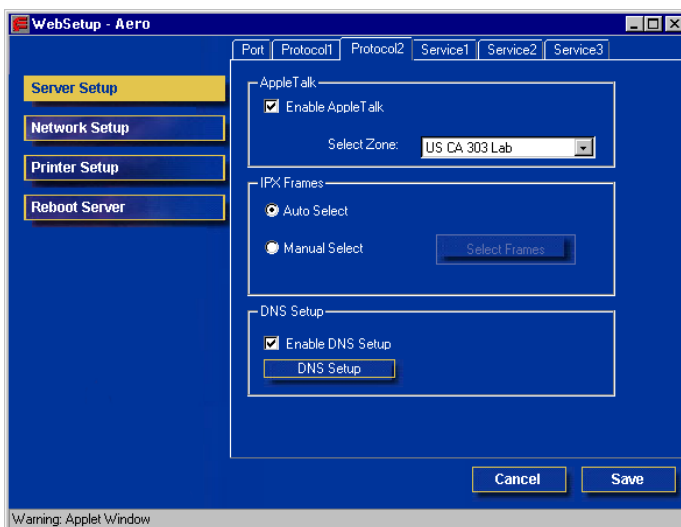 WebSetup - Aero
Port Protocol1 Protocol2 Service1 Service2 Service3
Server Setup
Network Setup
Printer Setup
Reboot Server
AppleTalk
Enable AppleTalk
Select Zone: US CA 303 Lab
IPX Frames
Auto Select
Manual Select Select Frames
DNS Setup
Enable DNS Setup
DNS Setup
Cancel Save
Warning: Applet Window